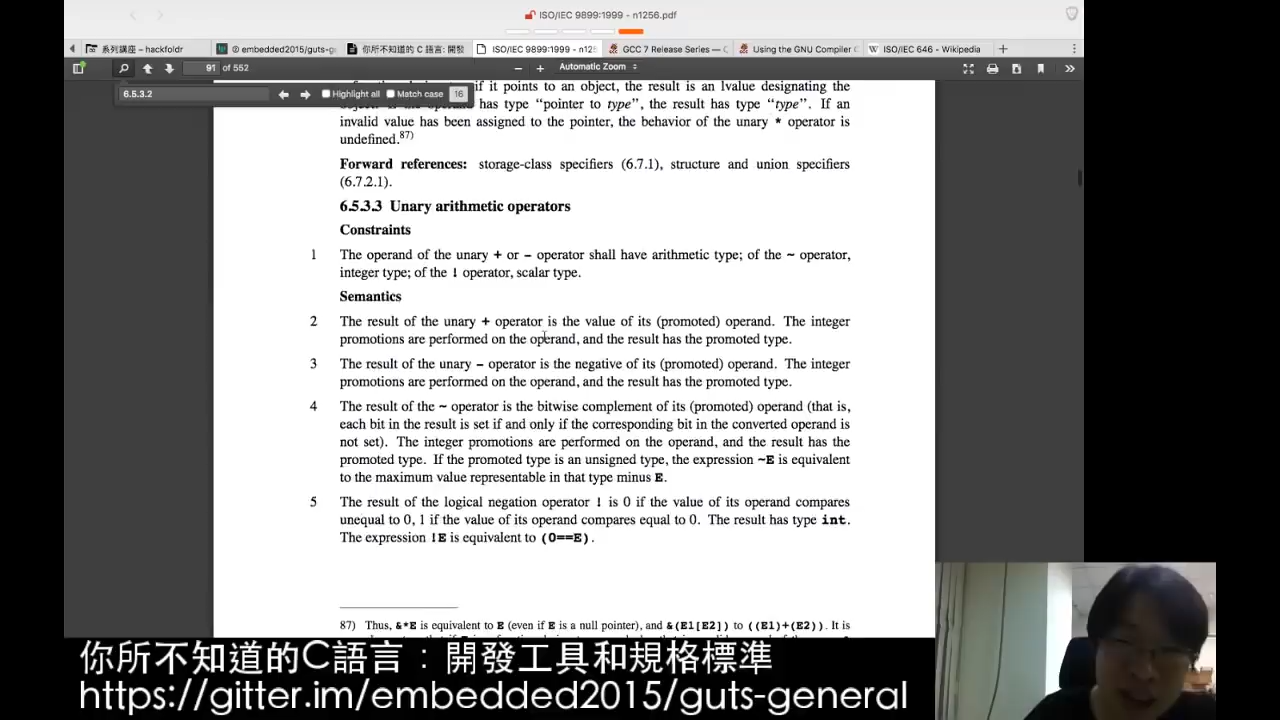 ISO/IEC 9899:1999 - n1256.pdf
系列講座 – hackfoldr
embedded2015/guts-g
你所不知道的 C 語言: 開發
ISO/IEC 9899:1999 - n12
GCC 7 Release Series —
Using the GNU Compiler C
ISO/IEC 646 - Wikipedia
91 of 552
Automatic Zoom
6.5.3.2
Highlight all
Match case
16
if it points to an object, the result is an lvalue designating the
has type “pointer to type”, the result has type “type”. If an
invalid value has been assigned to the pointer, the behavior of the unary * operator is
undefined.87)
Forward references: storage-class specifiers (6.7.1), structure and union specifiers
(6.7.2.1).
6.5.3.3 Unary arithmetic operators
Constraints
1 The operand of the unary + or - operator shall have arithmetic type; of the ~ operator,
integer type; of the ! operator, scalar type.
Semantics
2 The result of the unary + operator is the value of its (promoted) operand. The integer
promotions are performed on the operand, and the result has the promoted type.
3 The result of the unary - operator is the negative of its (promoted) operand. The integer
promotions are performed on the operand, and the result has the promoted type.
4 The result of the ~ operator is the bitwise complement of its (promoted) operand (that is,
each bit in the result is set if and only if the corresponding bit in the converted operand is
not set). The integer promotions are performed on the operand, and the result has the
promoted type. If the promoted type is an unsigned type, the expression ~E is equivalent
to the maximum value representable in that type minus E.
5 The result of the logical negation operator ! is 0 if the value of its operand compares
unequal to 0, 1 if the value of its operand compares equal to 0. The result has type int.
The expression !E is equivalent to (0==E).
87) Thus, &*E is equivalent to E (even if E is a null pointer), and &(E1[E2]) to ((E1)+(E2)). It is
你所不知道的C語言：開發工具和規格標準
https://gitter.im/embedded2015/guts-general